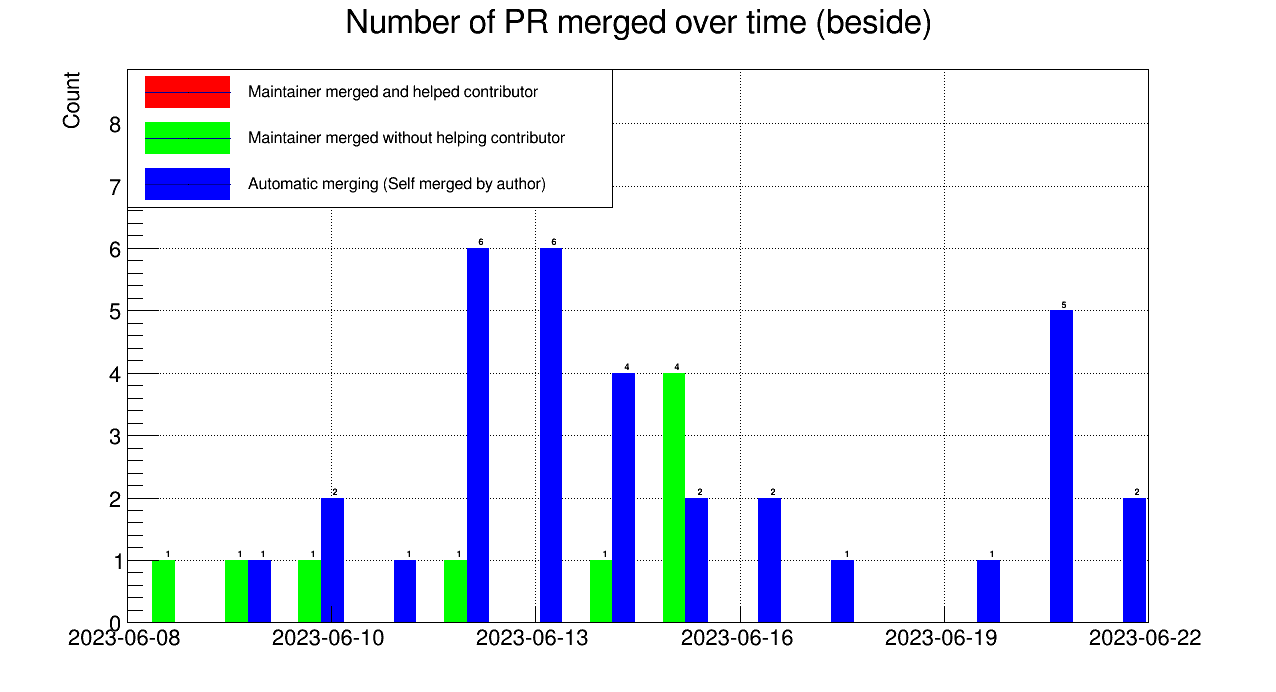 Number of PR merged over time (beside)
Count
Maintainer merged and helped contributor
Maintainer merged without helping contributor
Automatic merging (Self merged by author)
8
7
6
5
4
3
2
1
0
6 6
5
4 4
2 2 2 2
1 1 1 1 1 1 1 1 1
2023-06-08 2023-06-10 2023-06-13 2023-06-16 2023-06-19 2023-06-22